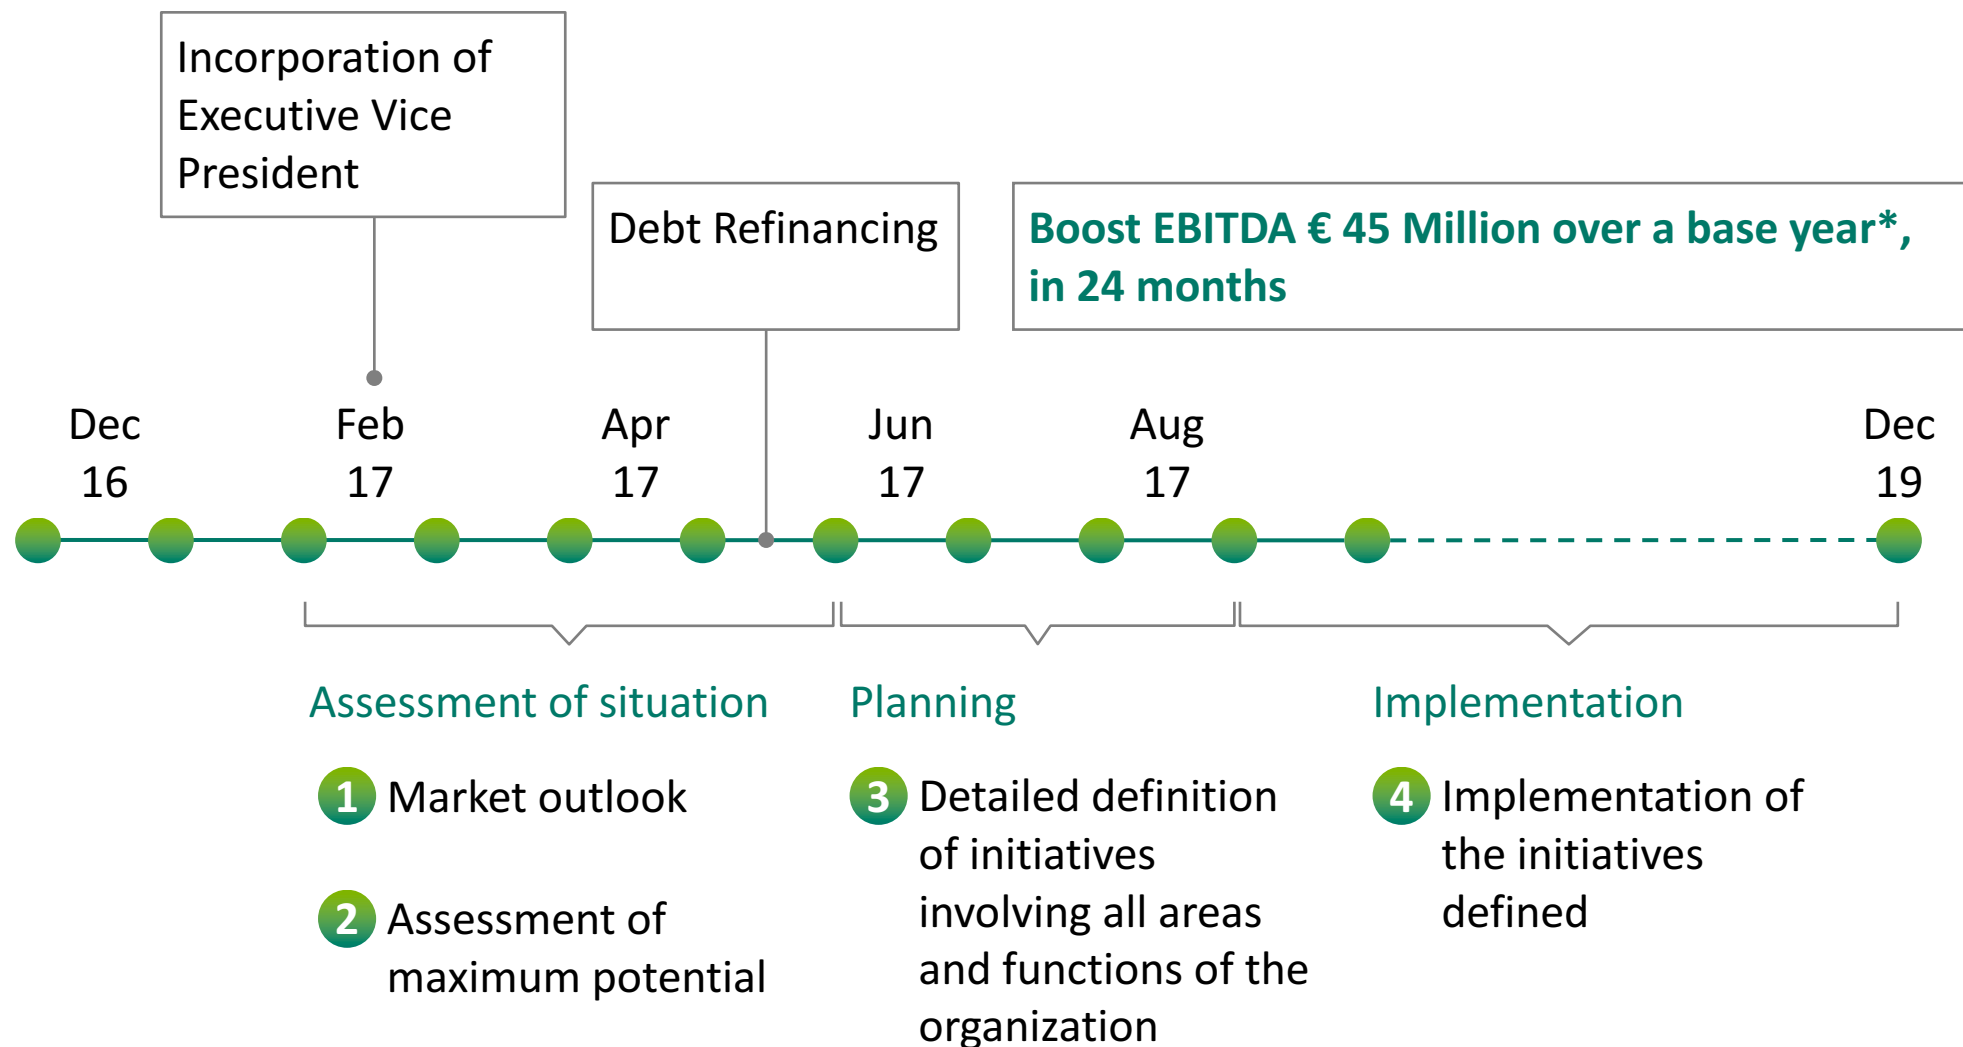 Incorporation of
Executive Vice
President
Debt Refinancing
Boost EBITDA € 45 Million over a base year*,
in 24 months
Dec
16
Feb
17
Apr
17
Jun
17
Aug
17
Dec
19
Assessment of situation
1 Market outlook
2 Assessment of
maximum potential
Planning
3 Detailed definition
of initiatives
involving all areas
and functions of the
organization
Implementation
4 Implementation of
the initiatives
defined